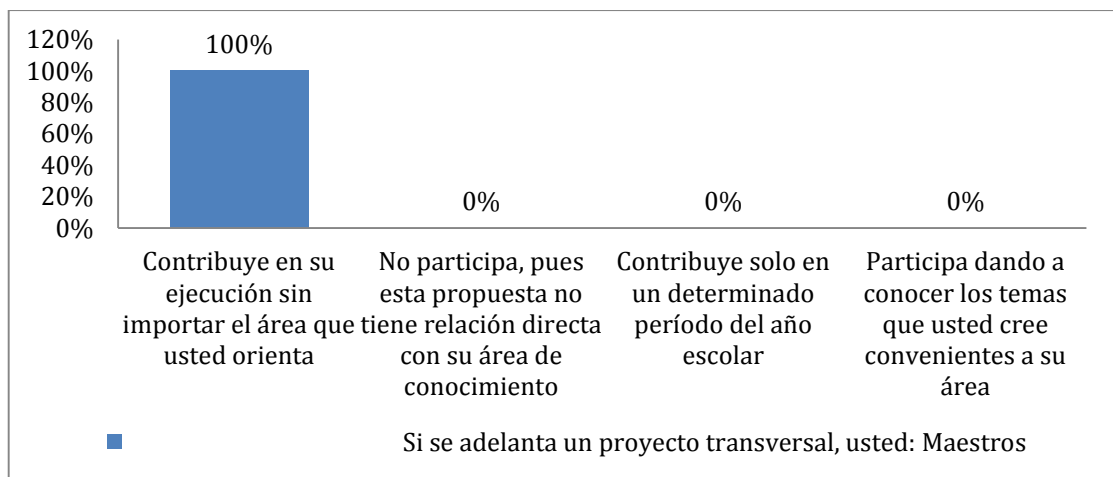 120%
100%
80%
60%
40%
20%
0%
100%
0%
0%
0%
Contribuye en su
ejecución sin
importar el área que
usted orienta
No participa, pues
esta propuesta no
tiene relación directa
con su área de
conocimiento
Contribuye solo en
un determinado
período del año
escolar
Participa dando a
conocer los temas
que usted cree
convenientes a su
área
Si se adelanta un proyecto transversal, usted: Maestros